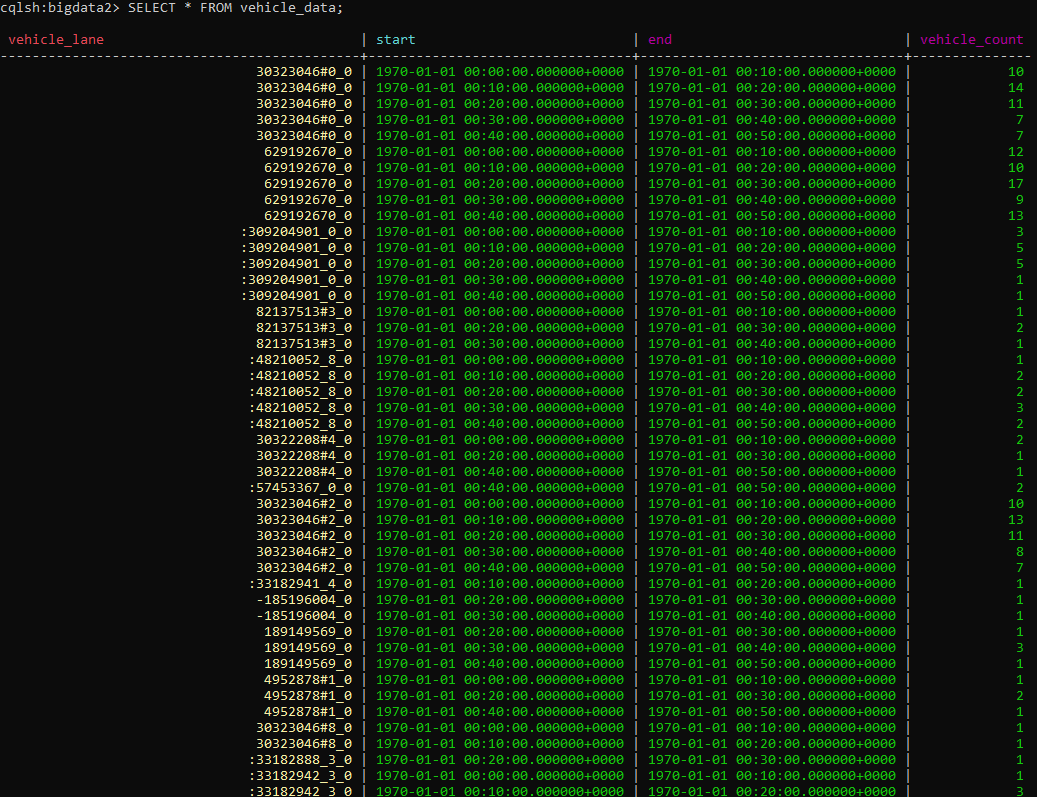 cqlsh:bigdata2> SELECT * FROM vehicle_data;
vehicle_lane | start | end | vehicle_count
30323046#0_0 | 1970-01-01 00:00:00.000000+0000 | 1970-01-01 00:10:00.000000+0000 | 10
30323046#0_0 | 1970-01-01 00:10:00.000000+0000 | 1970-01-01 00:20:00.000000+0000 | 14
30323046#0_0 | 1970-01-01 00:20:00.000000+0000 | 1970-01-01 00:30:00.000000+0000 | 11
30323046#0_0 | 1970-01-01 00:30:00.000000+0000 | 1970-01-01 00:40:00.000000+0000 | 7
30323046#0_0 | 1970-01-01 00:40:00.000000+0000 | 1970-01-01 00:50:00.000000+0000 | 7
629192670_0 | 1970-01-01 00:00:00.000000+0000 | 1970-01-01 00:10:00.000000+0000 | 12
629192670_0 | 1970-01-01 00:10:00.000000+0000 | 1970-01-01 00:20:00.000000+0000 | 10
629192670_0 | 1970-01-01 00:20:00.000000+0000 | 1970-01-01 00:30:00.000000+0000 | 17
629192670_0 | 1970-01-01 00:30:00.000000+0000 | 1970-01-01 00:40:00.000000+0000 | 9
629192670_0 | 1970-01-01 00:40:00.000000+0000 | 1970-01-01 00:50:00.000000+0000 | 13
:309204901_0_0 | 1970-01-01 00:00:00.000000+0000 | 1970-01-01 00:10:00.000000+0000 | 3
:309204901_0_0 | 1970-01-01 00:10:00.000000+0000 | 1970-01-01 00:20:00.000000+0000 | 5
:309204901_0_0 | 1970-01-01 00:20:00.000000+0000 | 1970-01-01 00:30:00.000000+0000 | 5
:309204901_0_0 | 1970-01-01 00:30:00.000000+0000 | 1970-01-01 00:40:00.000000+0000 | 1
:309204901_0_0 | 1970-01-01 00:40:00.000000+0000 | 1970-01-01 00:50:00.000000+0000 | 1
82137513#3_0 | 1970-01-01 00:00:00.000000+0000 | 1970-01-01 00:10:00.000000+0000 | 1
82137513#3_0 | 1970-01-01 00:20:00.000000+0000 | 1970-01-01 00:30:00.000000+0000 | 2
82137513#3_0 | 1970-01-01 00:30:00.000000+0000 | 1970-01-01 00:40:00.000000+0000 | 1
:48210052_8_0 | 1970-01-01 00:00:00.000000+0000 | 1970-01-01 00:10:00.000000+0000 | 1
:48210052_8_0 | 1970-01-01 00:10:00.000000+0000 | 1970-01-01 00:20:00.000000+0000 | 2
:48210052_8_0 | 1970-01-01 00:20:00.000000+0000 | 1970-01-01 00:30:00.000000+0000 | 2
:48210052_8_0 | 1970-01-01 00:30:00.000000+0000 | 1970-01-01 00:40:00.000000+0000 | 3
:48210052_8_0 | 1970-01-01 00:40:00.000000+0000 | 1970-01-01 00:50:00.000000+0000 | 2
30322208#4_0 | 1970-01-01 00:00:00.000000+0000 | 1970-01-01 00:10:00.000000+0000 | 2
30322208#4_0 | 1970-01-01 00:20:00.000000+0000 | 1970-01-01 00:30:00.000000+0000 | 1
30322208#4_0 | 1970-01-01 00:40:00.000000+0000 | 1970-01-01 00:50:00.000000+0000 | 1
:57453367_0_0 | 1970-01-01 00:40:00.000000+0000 | 1970-01-01 00:50:00.000000+0000 | 2
30323046#2_0 | 1970-01-01 00:00:00.000000+0000 | 1970-01-01 00:10:00.000000+0000 | 10
30323046#2_0 | 1970-01-01 00:10:00.000000+0000 | 1970-01-01 00:20:00.000000+0000 | 13
30323046#2_0 | 1970-01-01 00:20:00.000000+0000 | 1970-01-01 00:30:00.000000+0000 | 11
30323046#2_0 | 1970-01-01 00:30:00.000000+0000 | 1970-01-01 00:40:00.000000+0000 | 8
30323046#2_0 | 1970-01-01 00:40:00.000000+0000 | 1970-01-01 00:50:00.000000+0000 | 7
:33182941_4_0 | 1970-01-01 00:10:00.000000+0000 | 1970-01-01 00:20:00.000000+0000 | 1
-185196004_0 | 1970-01-01 00:20:00.000000+0000 | 1970-01-01 00:30:00.000000+0000 | 1
-185196004_0 | 1970-01-01 00:30:00.000000+0000 | 1970-01-01 00:40:00.000000+0000 | 1
189149569_0 | 1970-01-01 00:20:00.000000+0000 | 1970-01-01 00:30:00.000000+0000 | 1
189149569_0 | 1970-01-01 00:30:00.000000+0000 | 1970-01-01 00:40:00.000000+0000 | 3
189149569_0 | 1970-01-01 00:40:00.000000+0000 | 1970-01-01 00:50:00.000000+0000 | 1
4952878#1_0 | 1970-01-01 00:00:00.000000+0000 | 1970-01-01 00:10:00.000000+0000 | 1
4952878#1_0 | 1970-01-01 00:20:00.000000+0000 | 1970-01-01 00:30:00.000000+0000 | 2
4952878#1_0 | 1970-01-01 00:40:00.000000+0000 | 1970-01-01 00:50:00.000000+0000 | 1
30323046#8_0 | 1970-01-01 00:00:00.000000+0000 | 1970-01-01 00:10:00.000000+0000 | 1
30323046#8_0 | 1970-01-01 00:10:00.000000+0000 | 1970-01-01 00:20:00.000000+0000 | 1
:33182888_3_0 | 1970-01-01 00:20:00.000000+0000 | 1970-01-01 00:30:00.000000+0000 | 1
:33182942_3_0 | 1970-01-01 00:00:00.000000+0000 | 1970-01-01 00:10:00.000000+0000 | 1
:33182942_3_0 | 1970-01-01 00:10:00.000000+0000 | 1970-01-01 00:20:00.000000+0000 | 3